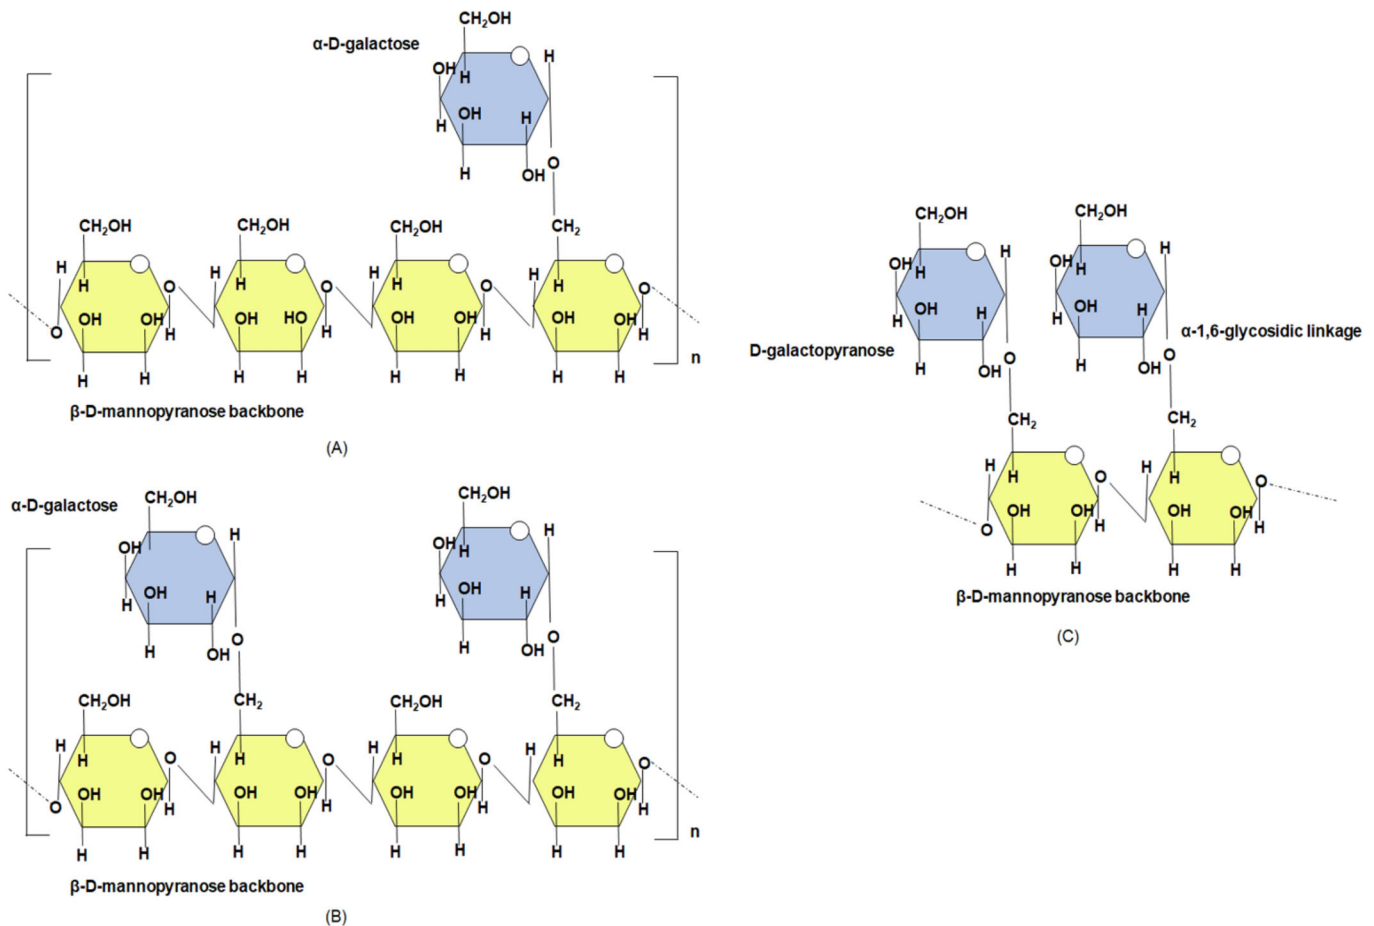 CH₂OH
α-D-galactose
H
OH
H
OH
H
H
H
OH
O
CH₂OH CH₂OH CH₂OH CH₂
H H O H H O H H O H H O
OH OH OH HO OH OH OH OH
O H H H H
H H H H H H H H
n
β-D-mannopyranose backbone
(A)
α-D-galactose CH₂OH CH₂OH
H H
OH OH H
OH H OH H
H H
H OH O H OH O
CH₂OH CH₂ CH₂OH CH₂
H H O H H O H H O H H O
OH OH OH OH OH OH OH OH
O H H H H
H H H H H H H H
n
β-D-mannopyranose backbone
(B)
CH₂OH CH₂OH
H H
OH H OH H
OH H OH H
H H
D-galactopyranose α-1,6-glycosidic linkage
H OH O H OH O
CH₂ CH₂
H H O H H O
OH OH OH OH
O H H
H H H H
β-D-mannopyranose backbone
(C)